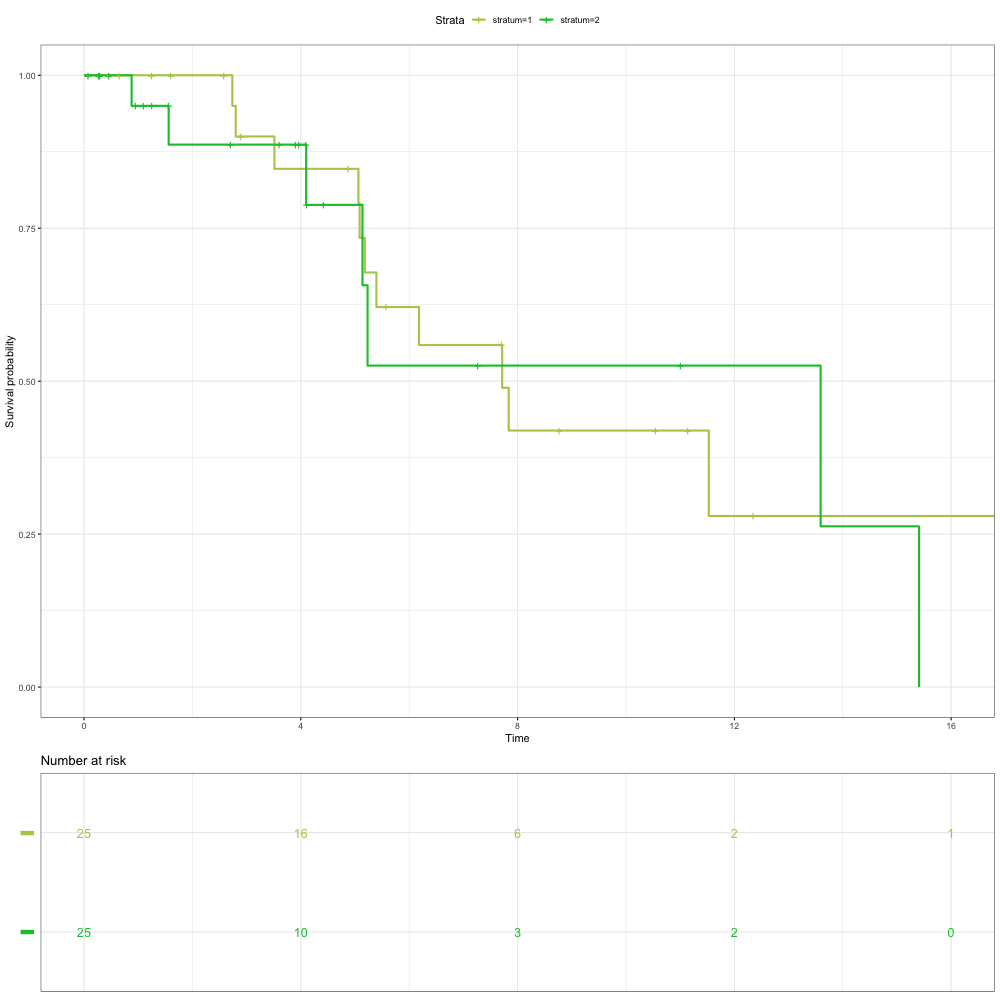 Strata stratum=1 stratum=2
Survival probability
1.00
0.75
0.50
0.25
0.00
0 4 8 12 16
Time
Number at risk
25 16 6 2 1
25 10 3 2 0